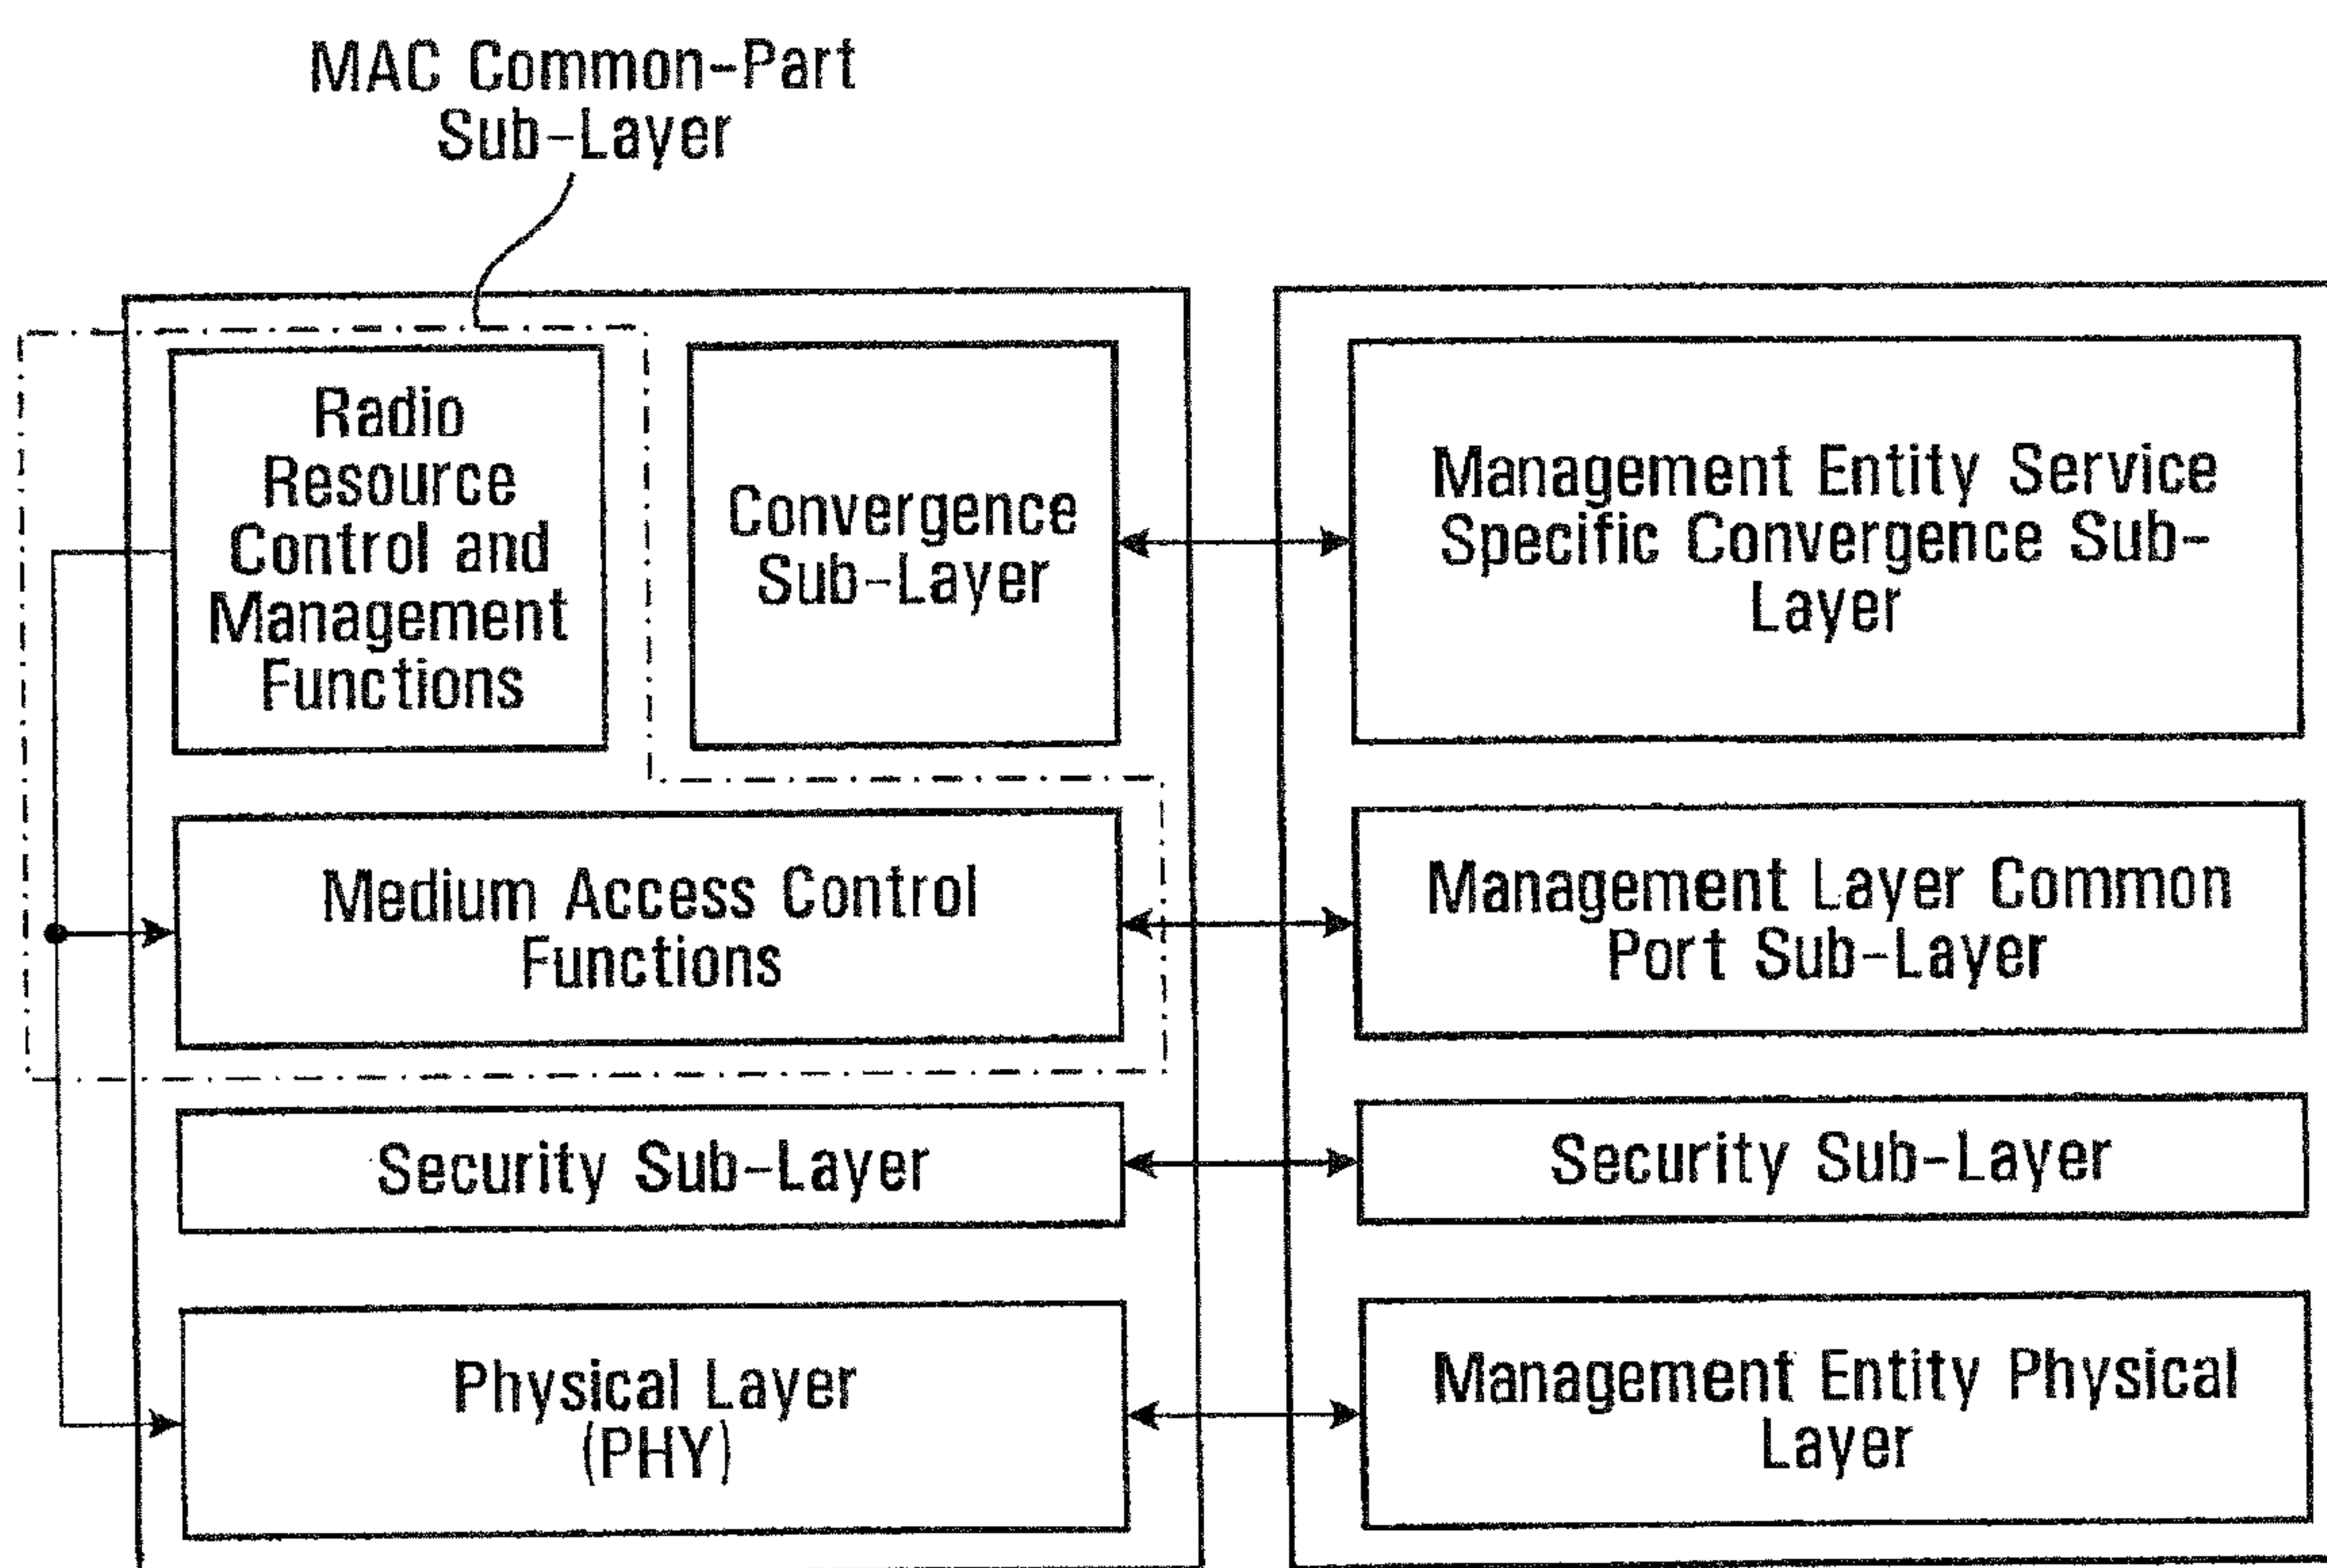 MAC Common-Part
Sub-Layer
Radio
Resource
Control and
Management
Functions
Convergence
Sub-Layer
Management Entity Service
Specific Convergence Sub-
Layer
Medium Access Control
Functions
Management Layer Common
Port Sub-Layer
Security Sub-Layer
Security Sub-Layer
Physical Layer
(PHY)
Management Entity Physical
Layer